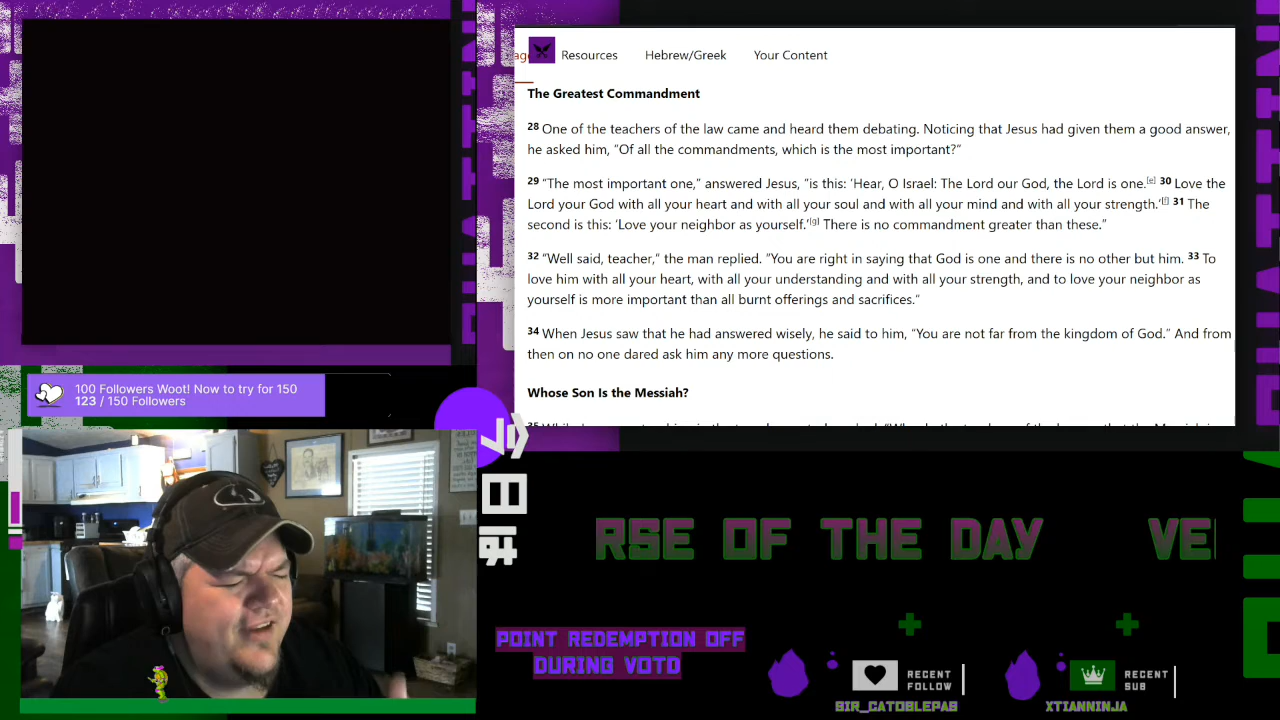 Resources Hebrew/Greek Your Content
The Greatest Commandment
28 One of the teachers of the law came and heard them debating. Noticing that Jesus had given them a good answer,
he asked him, “Of all the commandments, which is the most important?”
29 “The most important one,” answered Jesus, “is this: ‘Hear, O Israel: The Lord our God, the Lord is one.[e] 30 Love the
Lord your God with all your heart and with all your soul and with all your mind and with all your strength.’[f] 31 The
second is this: ‘Love your neighbor as yourself.’[g] There is no commandment greater than these.”
32 “Well said, teacher,” the man replied. “You are right in saying that God is one and there is no other but him. 33 To
love him with all your heart, with all your understanding and with all your strength, and to love your neighbor as
yourself is more important than all burnt offerings and sacrifices.”
34 When Jesus saw that he had answered wisely, he said to him, “You are not far from the kingdom of God.” And from
then on no one dared ask him any more questions.
Whose Son Is the Messiah?
100 Followers Woot! Now to try for 150
123 / 150 Followers
RSE OF THE DAY VE
POINT REDEMPTION OFF
DURING VOTD
RECENT
FOLLOW
SIR_CATOBLEPAS
RECENT
SUB
XTIANNINJA